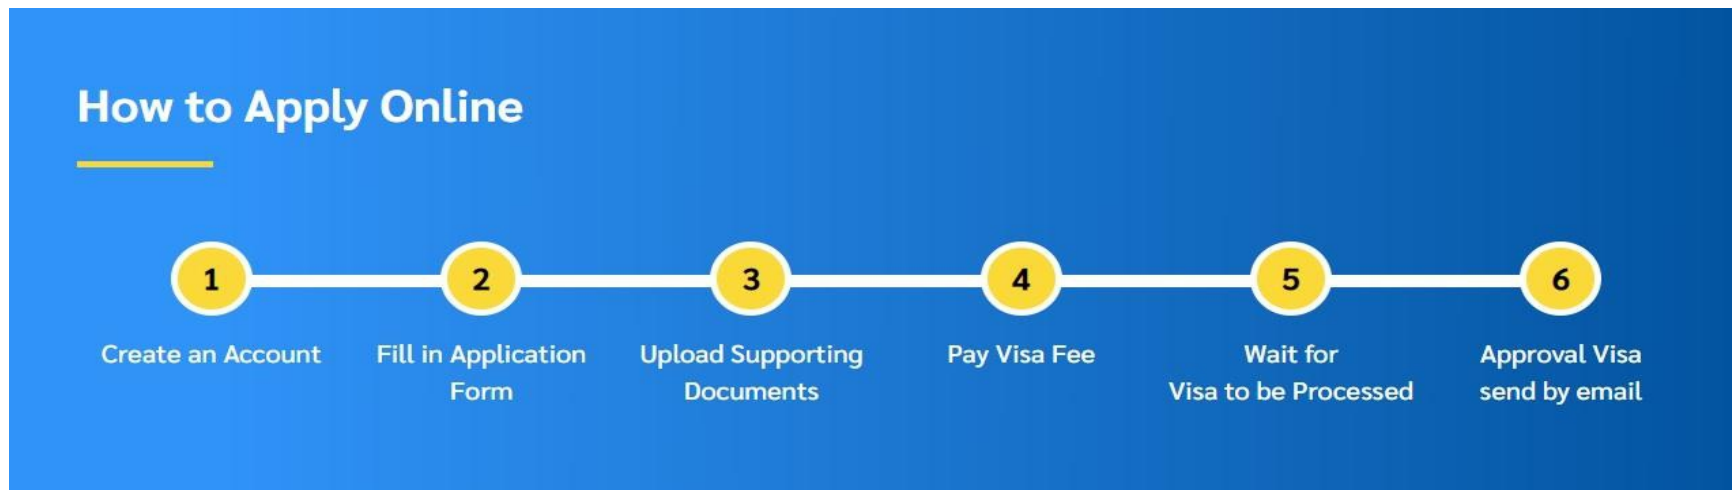 How to Apply Online
1
2
3
4
5
6
Create an Account
Fill in Application
Form
Upload Supporting
Documents
Pay Visa Fee
Wait for
Visa to be Processed
Approval Visa
send by email